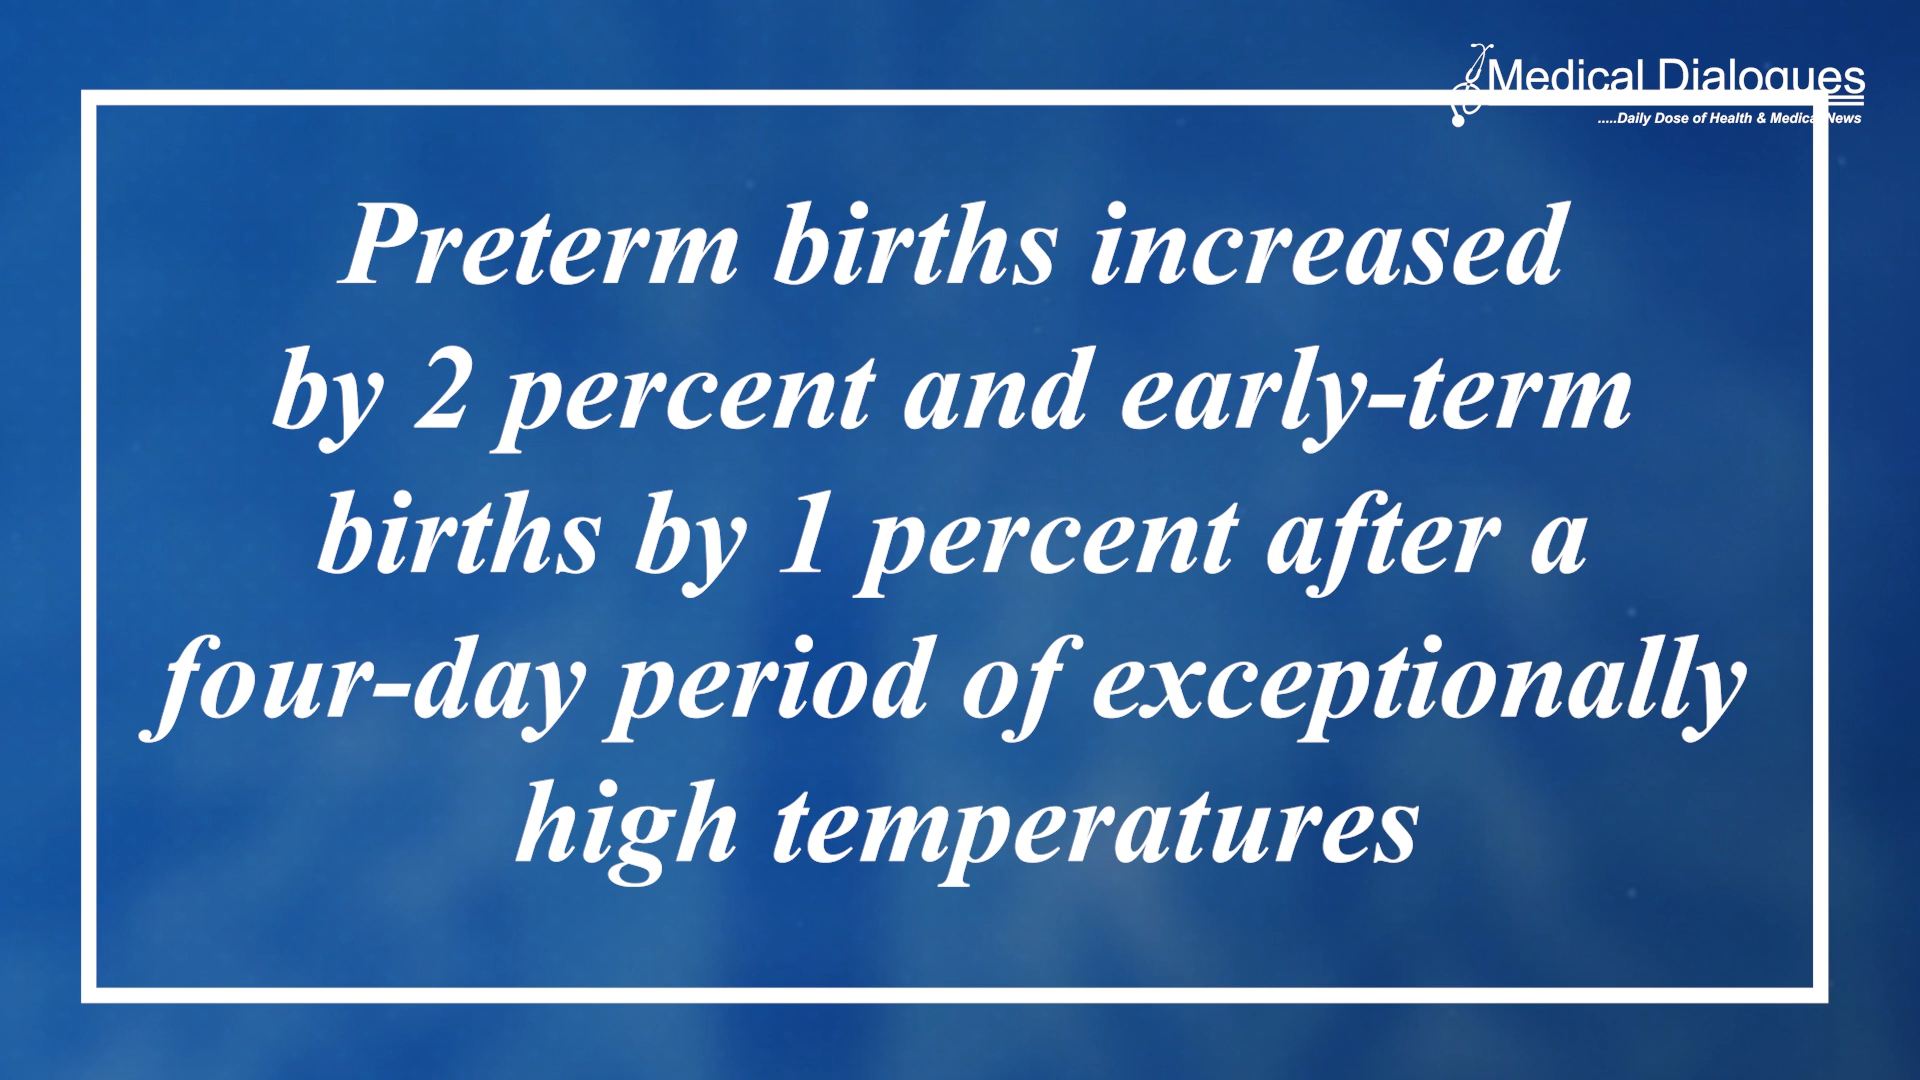 Medical Dialogues
.....Daily Dose of Health & Medical News
Preterm births increased
by 2 percent and early-term
births by 1 percent after a
four-day period of exceptionally
high temperatures